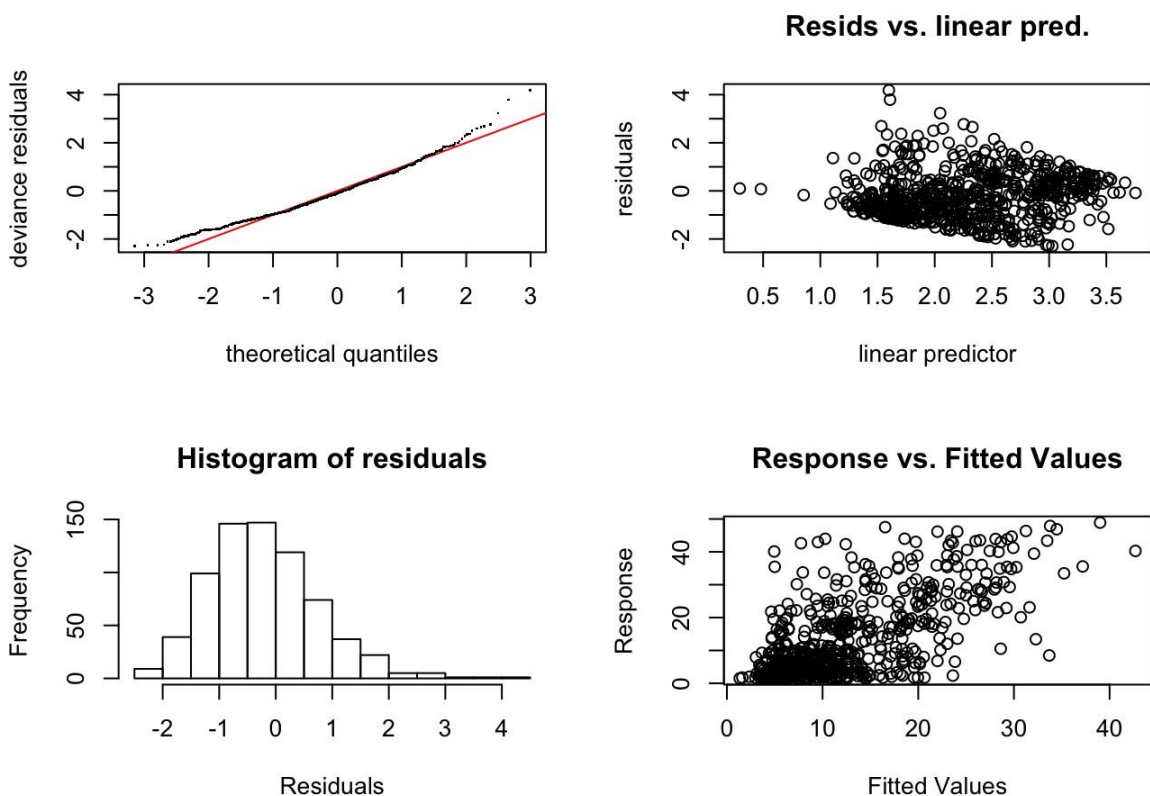 deviance residuals
4
2
0
-2
-3 -2 -1 0 1 2 3
theoretical quantiles
Resids vs. linear pred.
residuals
4
2
0
-2
0.5 1.0 1.5 2.0 2.5 3.0 3.5
linear predictor
Histogram of residuals
Frequency
150
50
0
-2 -1 0 1 2 3 4
Residuals
Response vs. Fitted Values
Response
40
20
0
0 10 20 30 40
Fitted Values